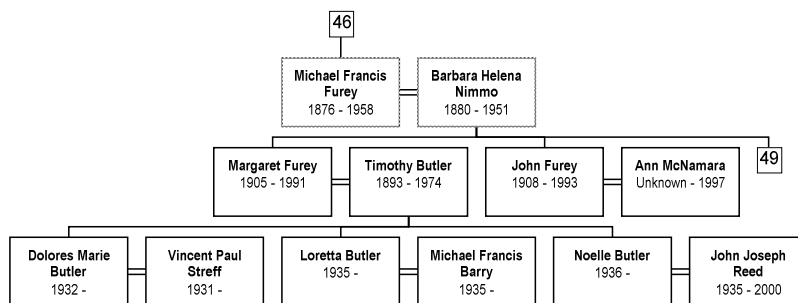 46
Michael Francis
Furey
1876 - 1958
Barbara Helena
Nimmo
1880 - 1951
49
Margaret Furey
1905 - 1991
Timothy Butler
1893 - 1974
John Furey
1908 - 1993
Ann McNamara
Unknown - 1997
Dolores Marie
Butler
1932 -
Vincent Paul
Streff
1931 -
Loretta Butler
1935 -
Michael Francis
Barry
1935 -
Noelle Butler
1936 -
John Joseph
Reed
1935 - 2000